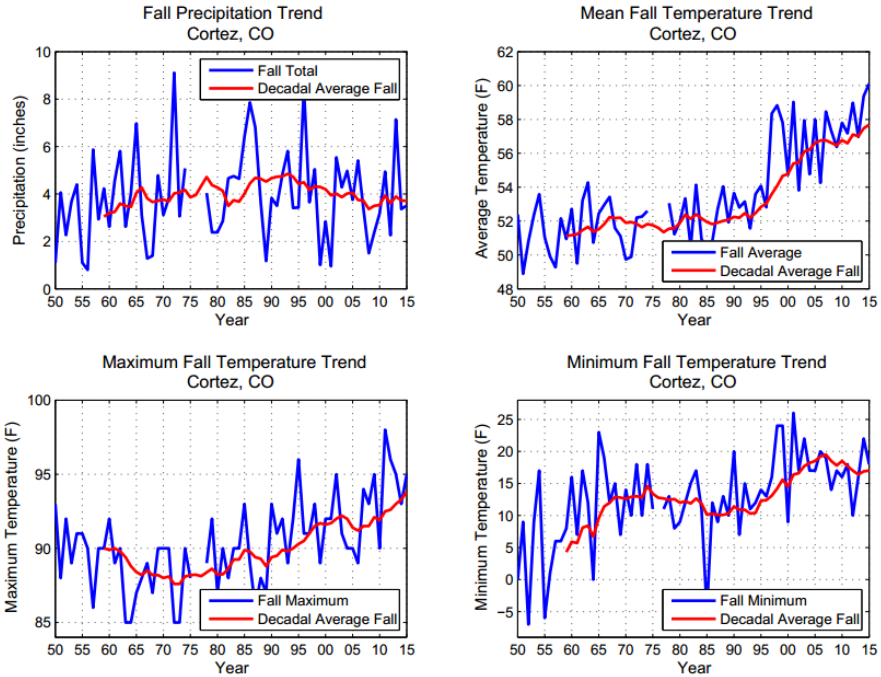 Fall Precipitation Trend
Cortez, CO
10
8
6
4
2
0
Precipitation (inches)
Fall Total
Decadal Average Fall
50 55 60 65 70 75 80 85 90 95 00 05 10 15
Year
Mean Fall Temperature Trend
Cortez, CO
62
60
58
56
54
52
50
48
Average Temperature (F)
Fall Average
Decadal Average Fall
50 55 60 65 70 75 80 85 90 95 00 05 10 15
Year
Maximum Fall Temperature Trend
Cortez, CO
100
95
90
85
Maximum Temperature (F)
Fall Maximum
Decadal Average Fall
50 55 60 65 70 75 80 85 90 95 00 05 10 15
Year
Minimum Fall Temperature Trend
Cortez, CO
25
20
15
10
5
0
−5
Minimum Temperature (F)
Fall Minimum
Decadal Average Fall
50 55 60 65 70 75 80 85 90 95 00 05 10 15
Year